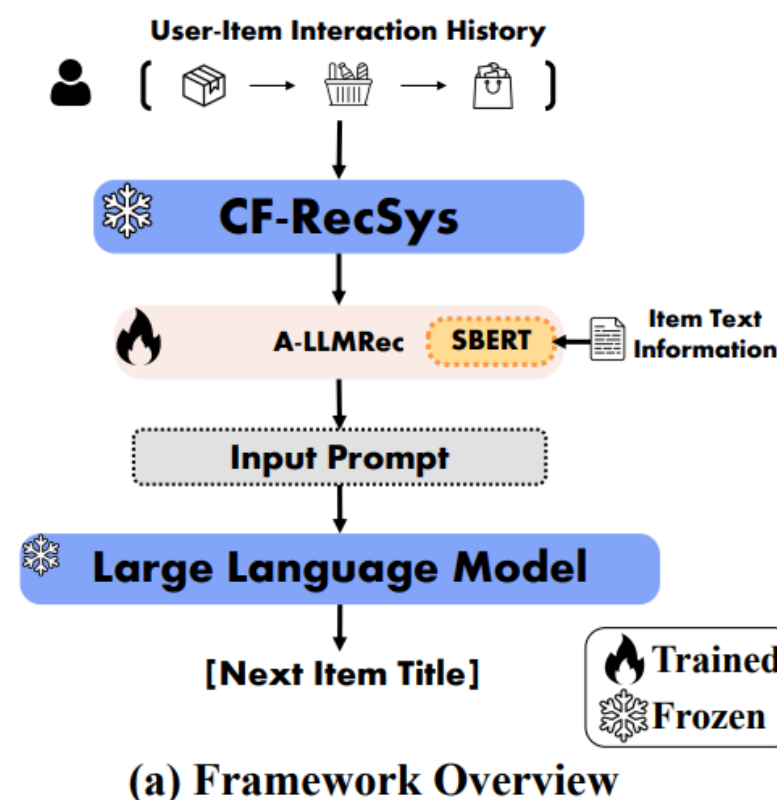 User-Item Interaction History
CF-RecSys
A-LLMRec
SBERT
Item Text
Information
Input Prompt
Large Language Model
[Next Item Title]
Trained
Frozen
(a) Framework Overview